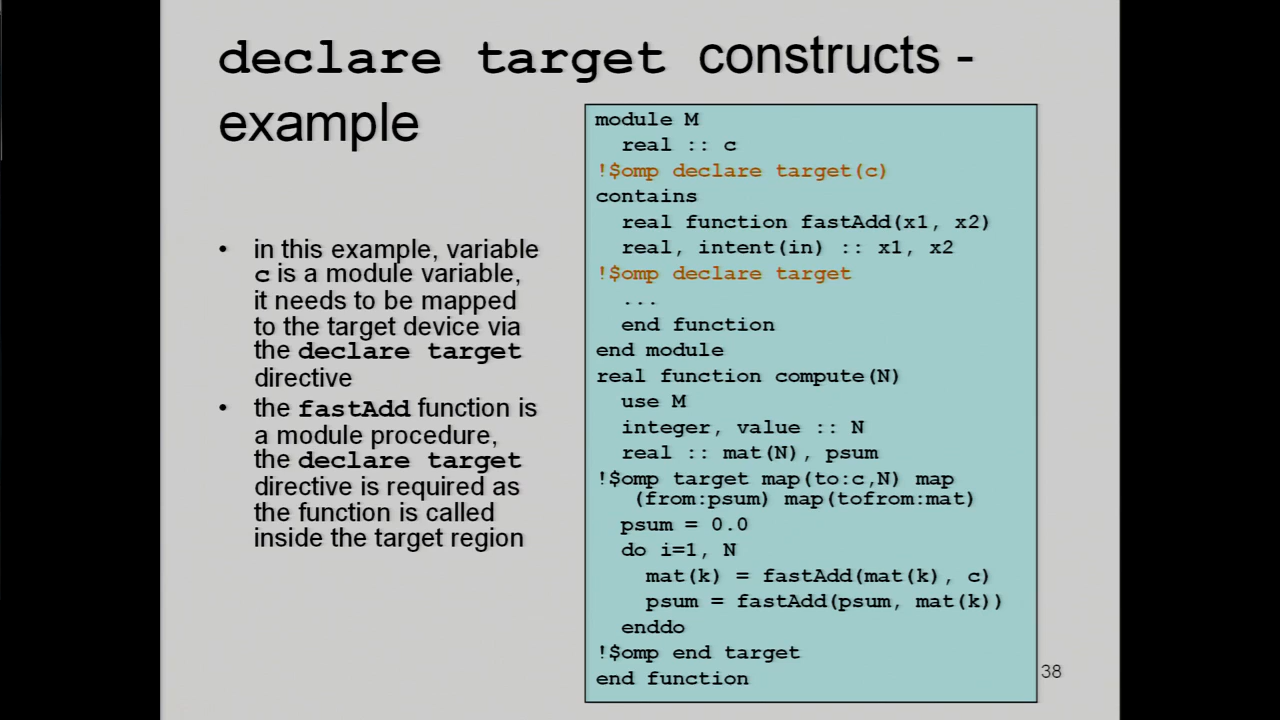 declare target constructs -
example
• in this example, variable
c is a module variable,
it needs to be mapped
to the target device via
the declare target
directive
• the fastAdd function is
a module procedure,
the declare target
directive is required as
the function is called
inside the target region
module M
real :: c
!$omp declare target(c)
contains
real function fastAdd(x1, x2)
real, intent(in) :: x1, x2
!$omp declare target
...
end function
end module
real function compute(N)
use M
integer, value :: N
real :: mat(N), psum
!$omp target map(to:c,N) map
(from:psum) map(tofrom:mat)
psum = 0.0
do i=1, N
mat(k) = fastAdd(mat(k), c)
psum = fastAdd(psum, mat(k))
enddo
!$omp end target
end function
38